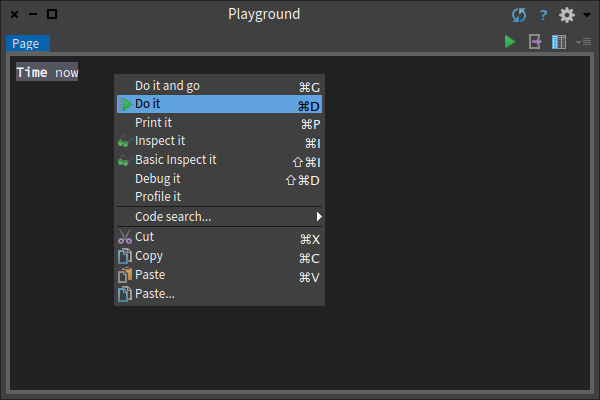 Playground
?
Page
Time now
Do it and go ⌘G
Do it ⌘D
Print it ⌘P
Inspect it ⌘I
Basic Inspect it ⇧⌘I
Debug it ⇧⌘D
Profile it
Code search...
Cut ⌘X
Copy ⌘C
Paste ⌘V
Paste...